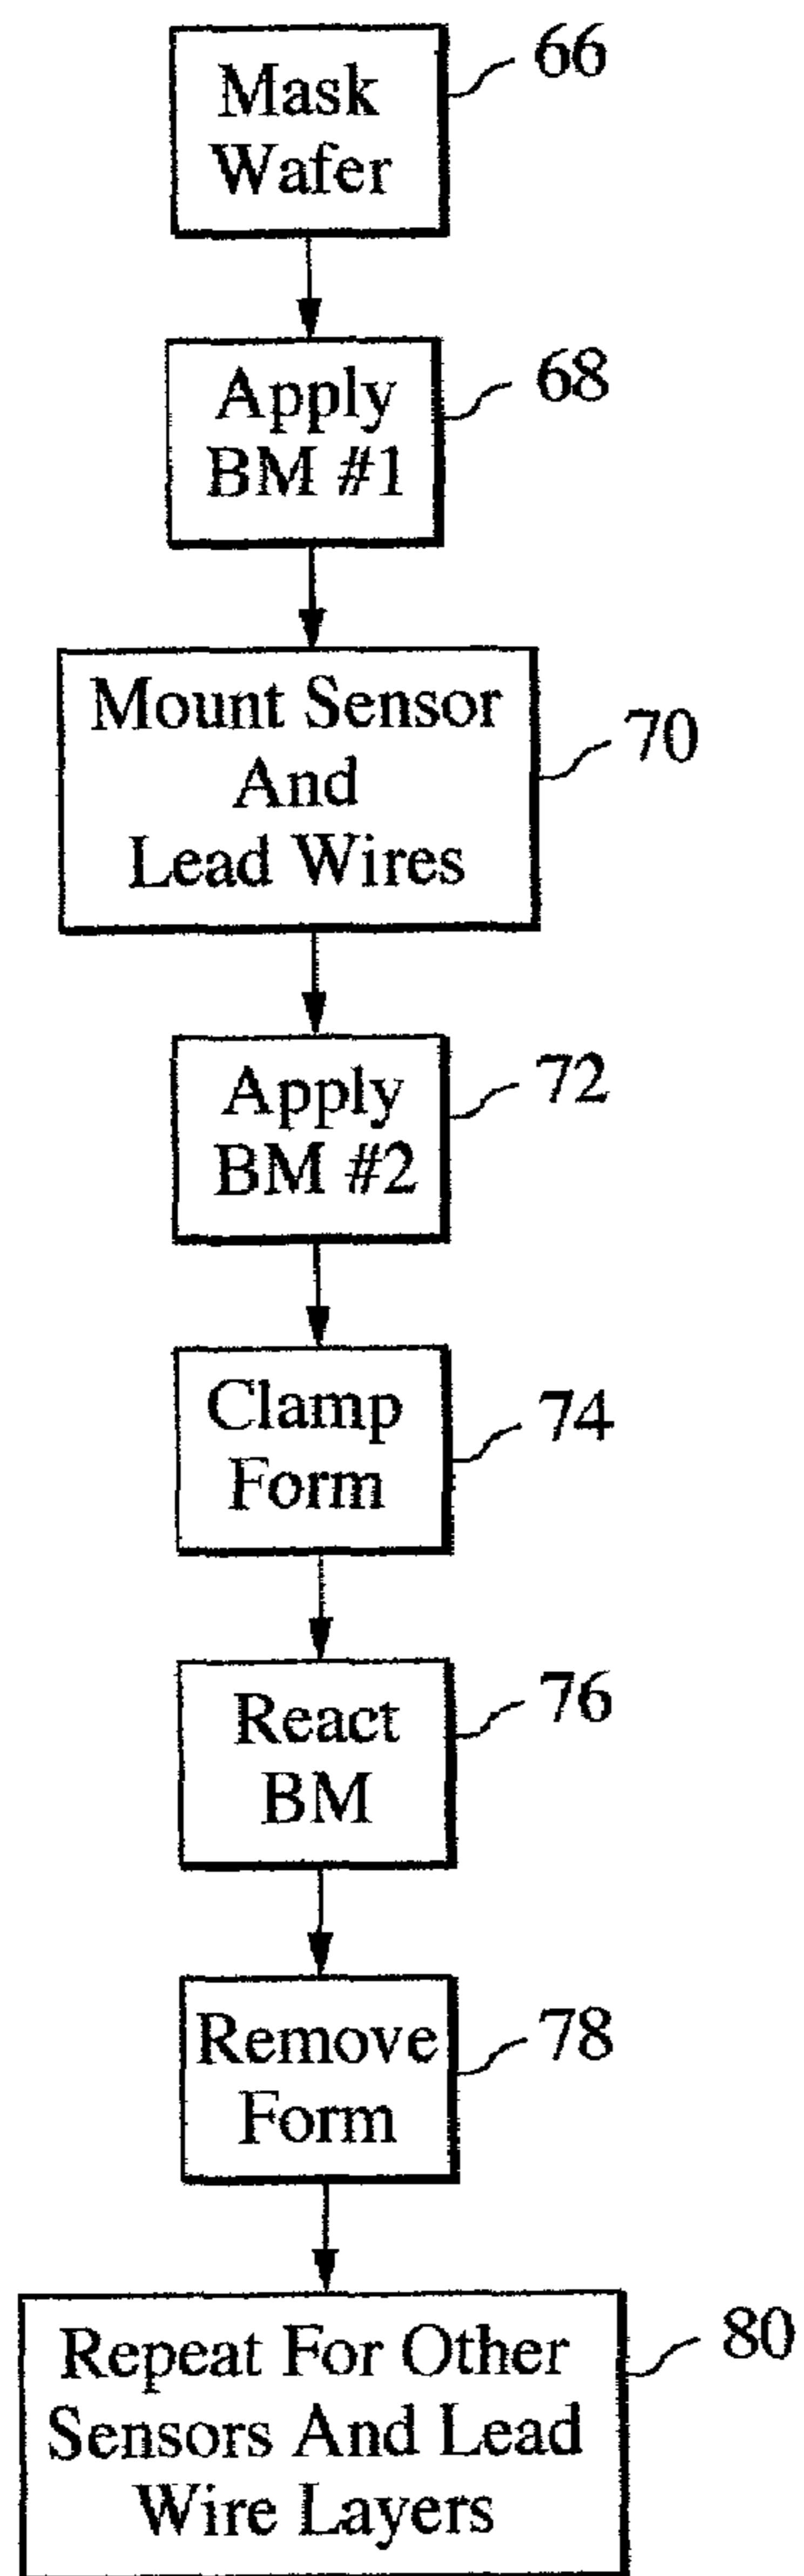 Mask
Wafer
66
Apply
BM #1
68
Mount Sensor
And
Lead Wires
70
Apply
BM #2
72
Clamp
Form
74
React
BM
76
Remove
Form
78
Repeat For Other
Sensors And Lead
Wire Layers
80